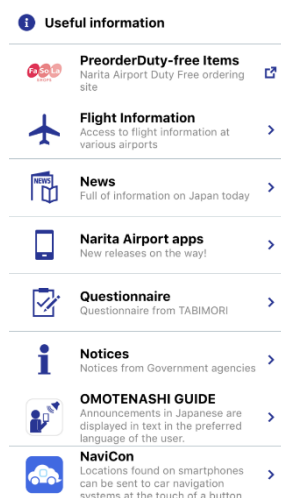 Useful information
PreorderDuty-free Items
Fa So La
Narita Airport Duty Free ordering
site
Flight Information
Access to flight information at
various airports
NEWS
News
Full of information on Japan today
Narita Airport apps
New releases on the way!
Questionnaire
Questionnaire from TABIMORI
Notices
Notices from Government agencies
OMOTENASHI GUIDE
Announcements in Japanese are
displayed in text in the preferred
language of the user.
NaviCon
Locations found on smartphones
can be sent to car navigation
systems at the touch of a button